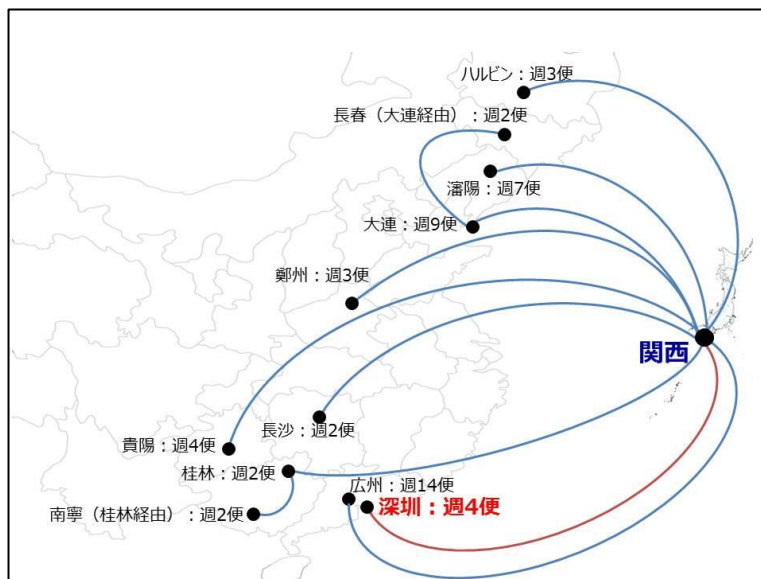 ハルビン：週3便
長春（大連経由）：週2便
瀋陽：週7便
大連：週9便
鄭州：週3便
関西
長沙：週2便
貴陽：週4便
桂林：週2便
広州：週14便
深圳：週4便
南寧（桂林経由）：週2便